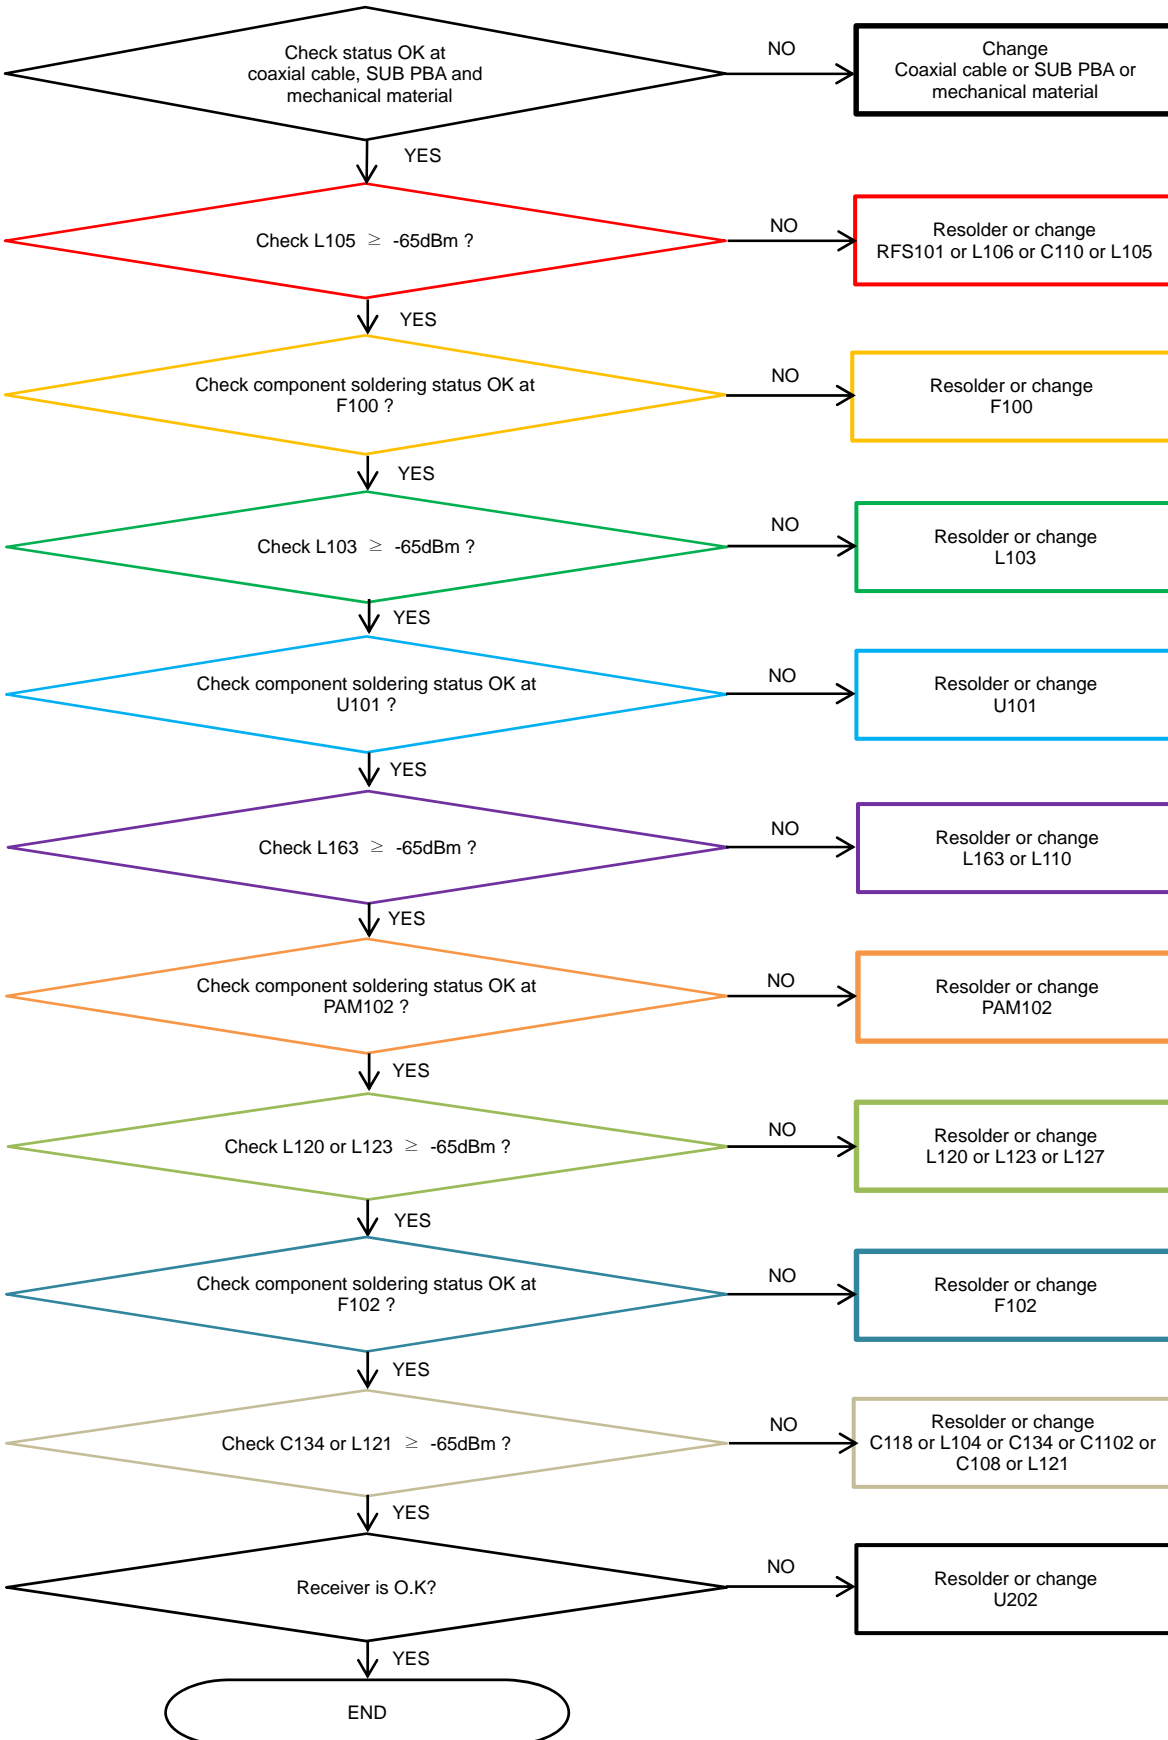 Check status OK at
coaxial cable, SUB PBA and
mechanical material
NO
Change
Coaxial cable or SUB PBA or
mechanical material
YES
Check L105 ≥ -65dBm ?
NO
Resolder or change
RFS101 or L106 or C110 or L105
YES
Check component soldering status OK at
F100 ?
NO
Resolder or change
F100
YES
Check L103 ≥ -65dBm ?
NO
Resolder or change
L103
YES
Check component soldering status OK at
U101 ?
NO
Resolder or change
U101
YES
Check L163 ≥ -65dBm ?
NO
Resolder or change
L163 or L110
YES
Check component soldering status OK at
PAM102 ?
NO
Resolder or change
PAM102
YES
Check L120 or L123 ≥ -65dBm ?
NO
Resolder or change
L120 or L123 or L127
YES
Check component soldering status OK at
F102 ?
NO
Resolder or change
F102
YES
Check C134 or L121 ≥ -65dBm ?
NO
Resolder or change
C118 or L104 or C134 or C1102 or
C108 or L121
YES
Receiver is O.K?
NO
Resolder or change
U202
YES
END